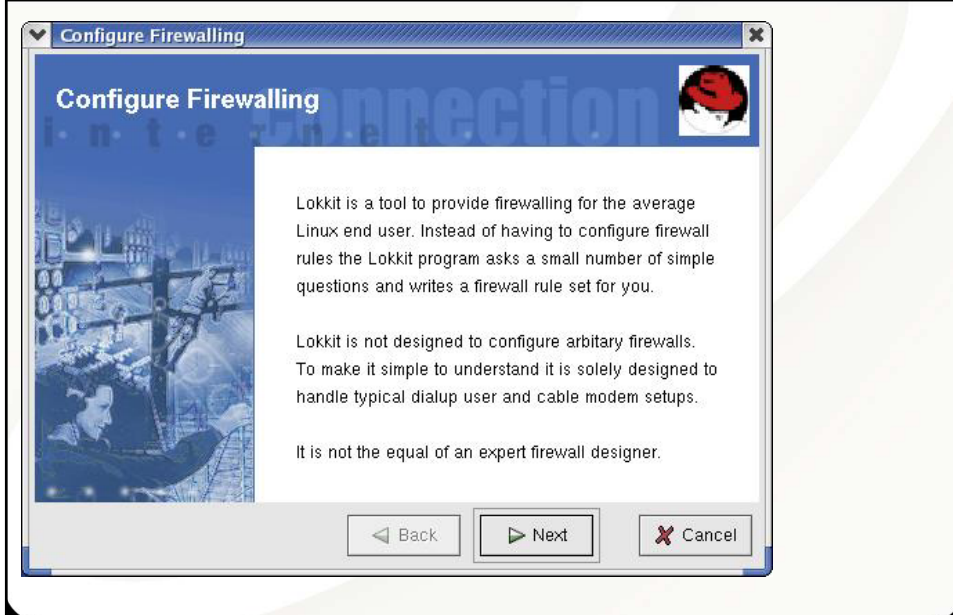 Configure Firewalling
Configure Firewalling
connection
internet
Lokkit is a tool to provide firewalling for the average
Linux end user. Instead of having to configure firewall
rules the Lokkit program asks a small number of simple
questions and writes a firewall rule set for you.
Lokkit is not designed to configure arbitary firewalls.
To make it simple to understand it is solely designed to
handle typical dialup user and cable modem setups.
It is not the equal of an expert firewall designer.
Back
Next
Cancel